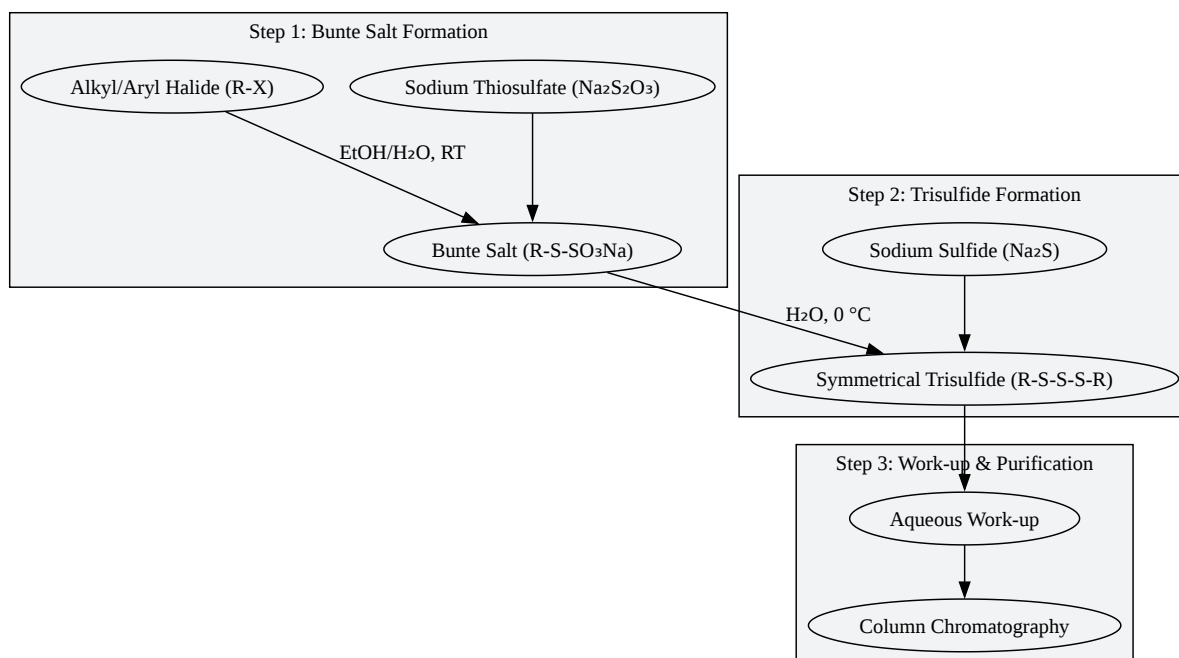 Step 1: Bunte Salt Formation
Alkyl/Aryl Halide (R-X)
Sodium Thiosulfate (Na₂S₂O₃)
EtOH/H₂O, RT
Bunte Salt (R-S-SO₃Na)
Step 2: Trisulfide Formation
Sodium Sulfide (Na₂S)
H₂O, 0 °C
Symmetrical Trisulfide (R-S-S-S-R)
Step 3: Work-up & Purification
Aqueous Work-up
Column Chromatography